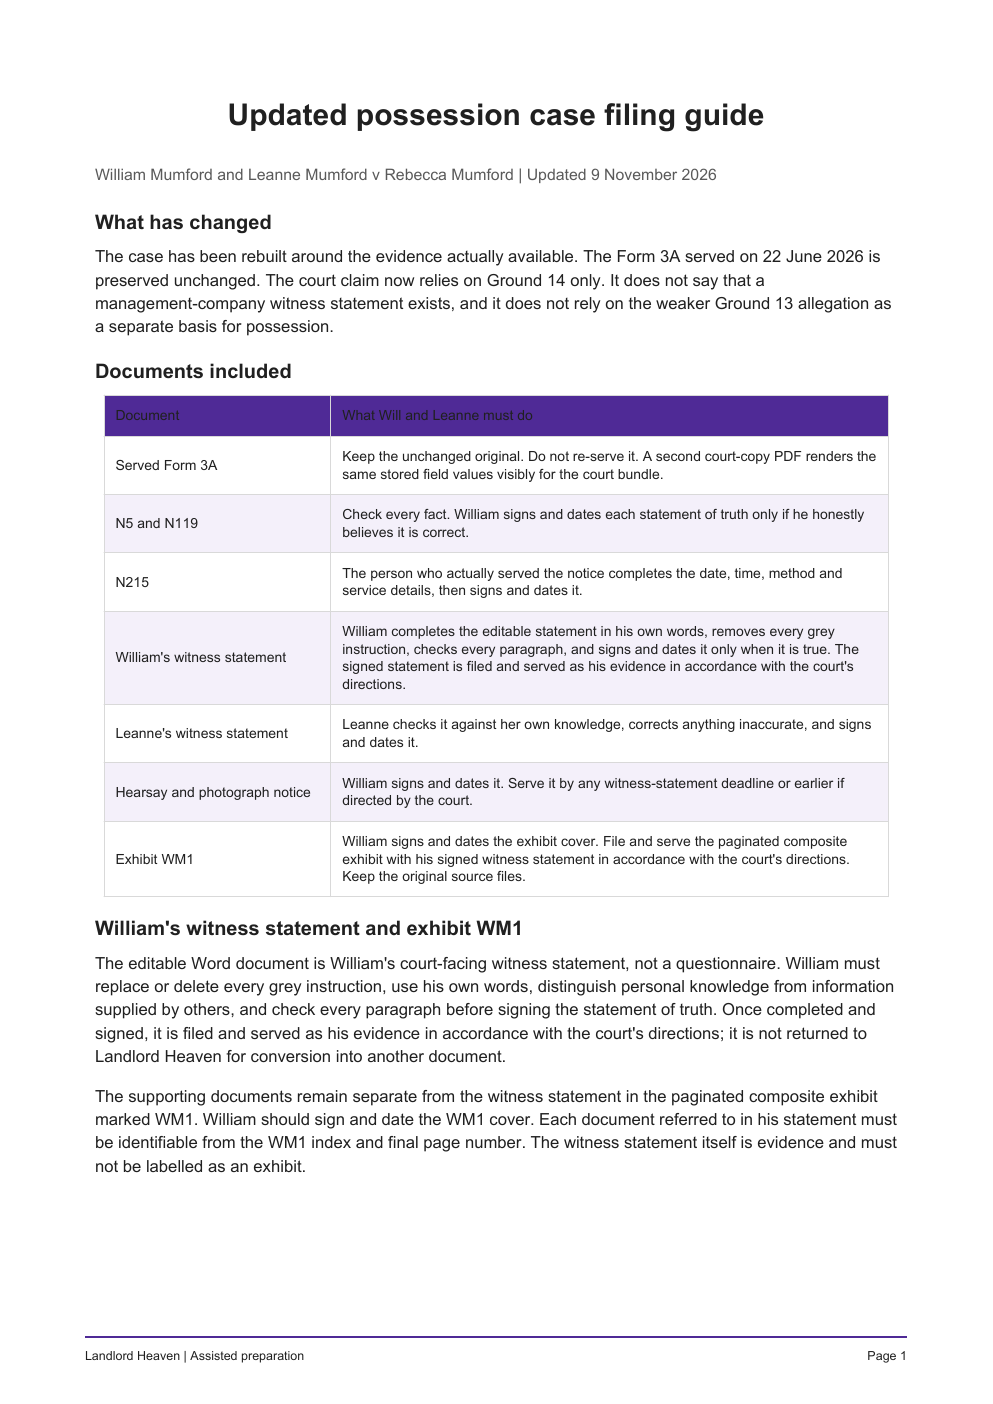 Updated possession case filing guide
William Mumford and Leanne Mumford v Rebecca Mumford | Updated 9 November 2026
What has changed
The case has been rebuilt around the evidence actually available. The Form 3A served on 22 June 2026 is
preserved unchanged. The court claim now relies on Ground 14 only. It does not say that a
management-company witness statement exists, and it does not rely on the weaker Ground 13 allegation as
a separate basis for possession.
Documents included
Document
What Will and Leanne must do
Served Form 3A
Keep the unchanged original. Do not re-serve it. A second court-copy PDF renders the
same stored field values visibly for the court bundle.
N5 and N119
Check every fact. William signs and dates each statement of truth only if he honestly
believes it is correct.
N215
The person who actually served the notice completes the date, time, method and
service details, then signs and dates it.
William's witness statement
William completes the editable statement in his own words, removes every grey
instruction, checks every paragraph, and signs and dates it only when it is true. The
signed statement is filed and served as his evidence in accordance with the court's
directions.
Leanne's witness statement
Leanne checks it against her own knowledge, corrects anything inaccurate, and signs
and dates it.
Hearsay and photograph notice
William signs and dates it. Serve it by any witness-statement deadline or earlier if
directed by the court.
Exhibit WM1
William signs and dates the exhibit cover. File and serve the paginated composite
exhibit with his signed witness statement in accordance with the court's directions.
Keep the original source files.
William's witness statement and exhibit WM1
The editable Word document is William's court-facing witness statement, not a questionnaire. William must
replace or delete every grey instruction, use his own words, distinguish personal knowledge from information
supplied by others, and check every paragraph before signing the statement of truth. Once completed and
signed, it is filed and served as his evidence in accordance with the court's directions; it is not returned to
Landlord Heaven for conversion into another document.
The supporting documents remain separate from the witness statement in the paginated composite exhibit
marked WM1. William should sign and date the WM1 cover. Each document referred to in his statement must
be identifiable from the WM1 index and final page number. The witness statement itself is evidence and must
not be labelled as an exhibit.
Landlord Heaven | Assisted preparation
Page 1